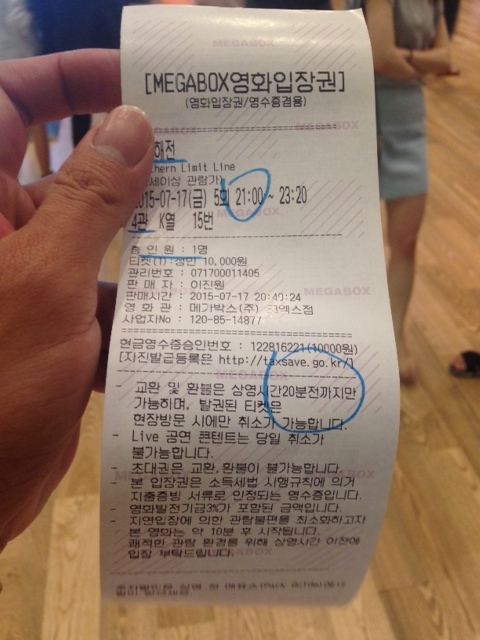 MEGABOX
[MEGABOX영화입장권]
(영화입장권/영수증겸용)
해전
thern Limit Line
세이상 관람가)
2015-07-17(금) 5회 21:00 ~ 23:20
4관 K열 15번
총 인 원 : 1명
티켓(1):성인 10,000원
관리번호 : 071700011405
판 매 자 : 이진원
판매시간 : 2015-07-17 20:49:24
영 화 관 : 메가박스(주) 코엑스점
사업자No : 120-85-14877
현금영수증승인번호 : 122816221(10000원)
[자진발급등록은 http://taxsave.go.kr/]
- 교환 및 환불은 상영시간20분전까지만
가능하며, 발권된 티켓은
현장방문 시에만 취소가 가능합니다.
- Live 공연 콘텐트는 당일 취소가
불가능합니다.
- 초대권은 교환,환불이 불가능합니다.
- 본 입장권은 소득세법 시행규칙에 의거
지출증빙 서류로 인정되는 영수증입니다.
- 영화발전기금3%가 포함된 금액입니다.
- 지연입장에 의한 관람불편을 최소화하고자
본 영화는 약 10분 후 시작됩니다.
쾌적한 관람 환경을 위해 상영시간 이전에
입장 부탁드립니다.